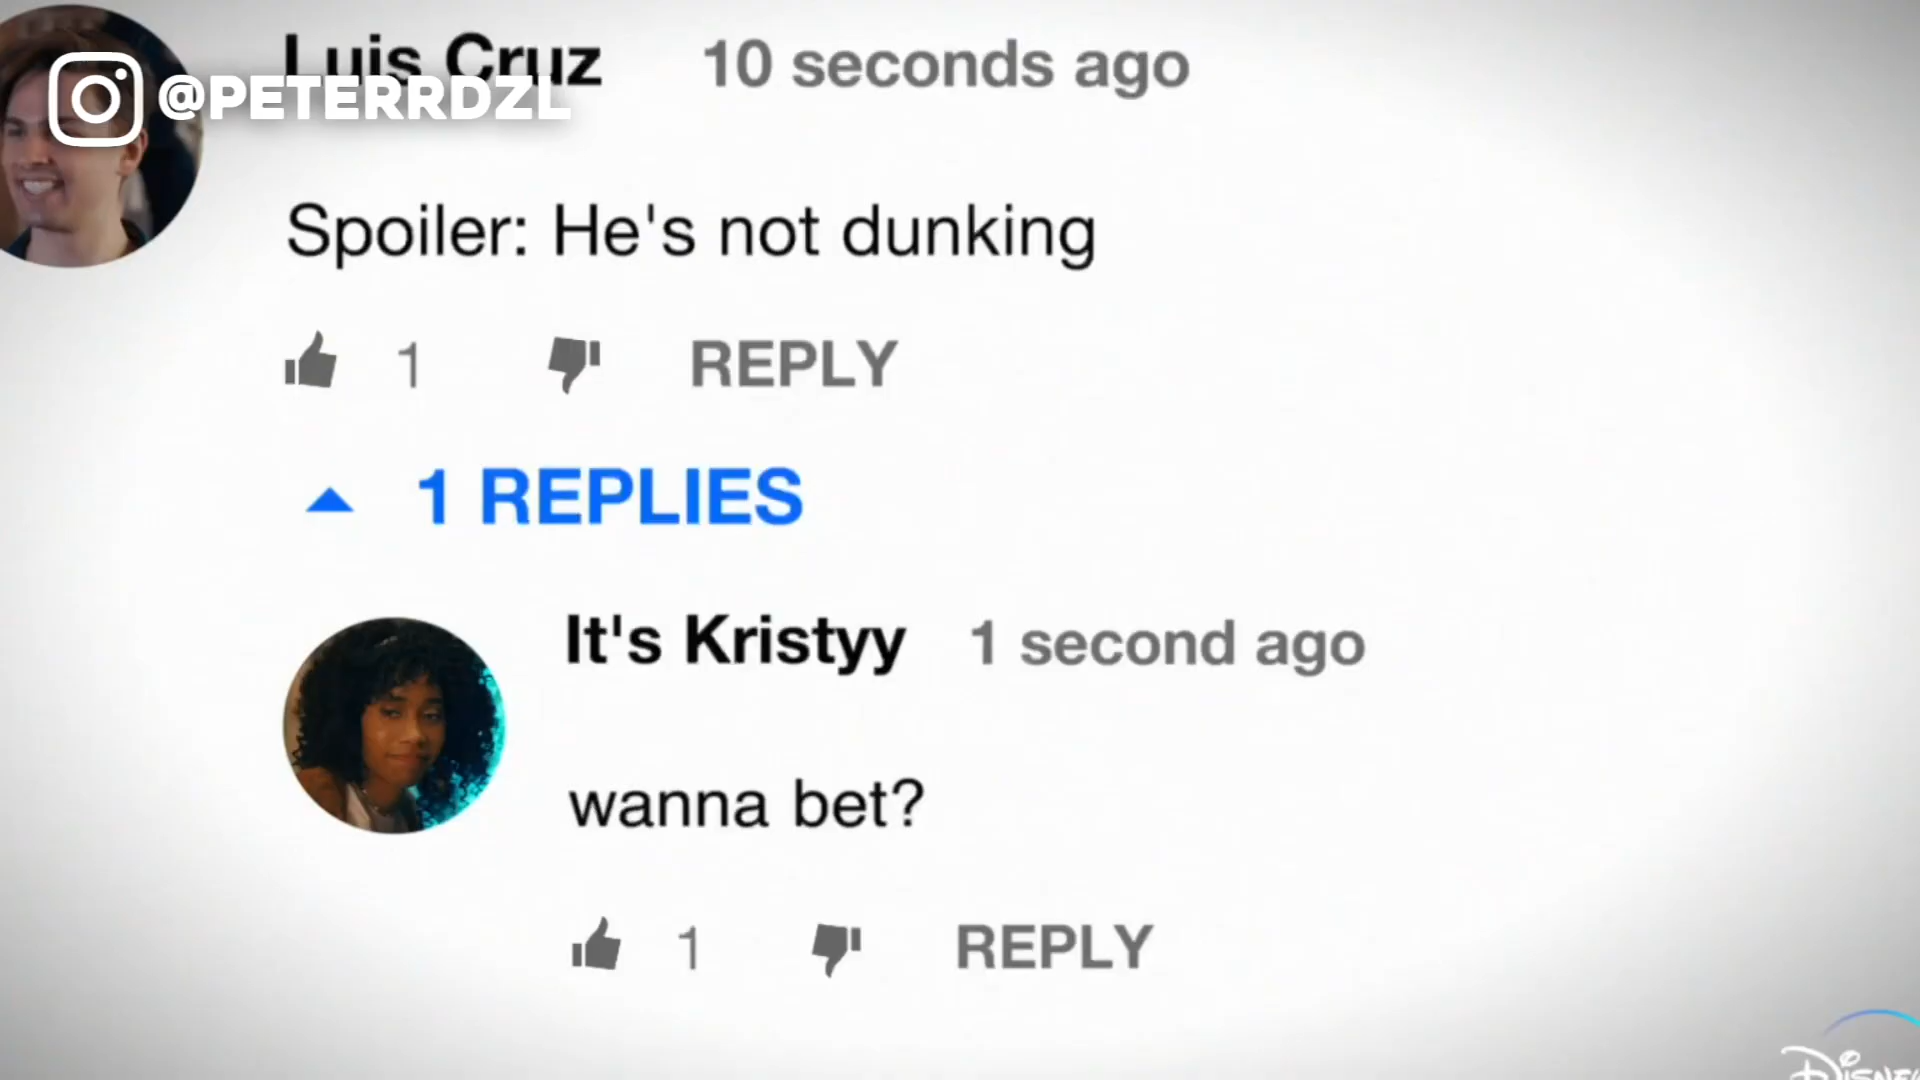 Luis Cruz 10 seconds ago
@PETERRDZL
Spoiler: He's not dunking
1 REPLY
1 REPLIES
It's Kristyy 1 second ago
wanna bet?
1 REPLY